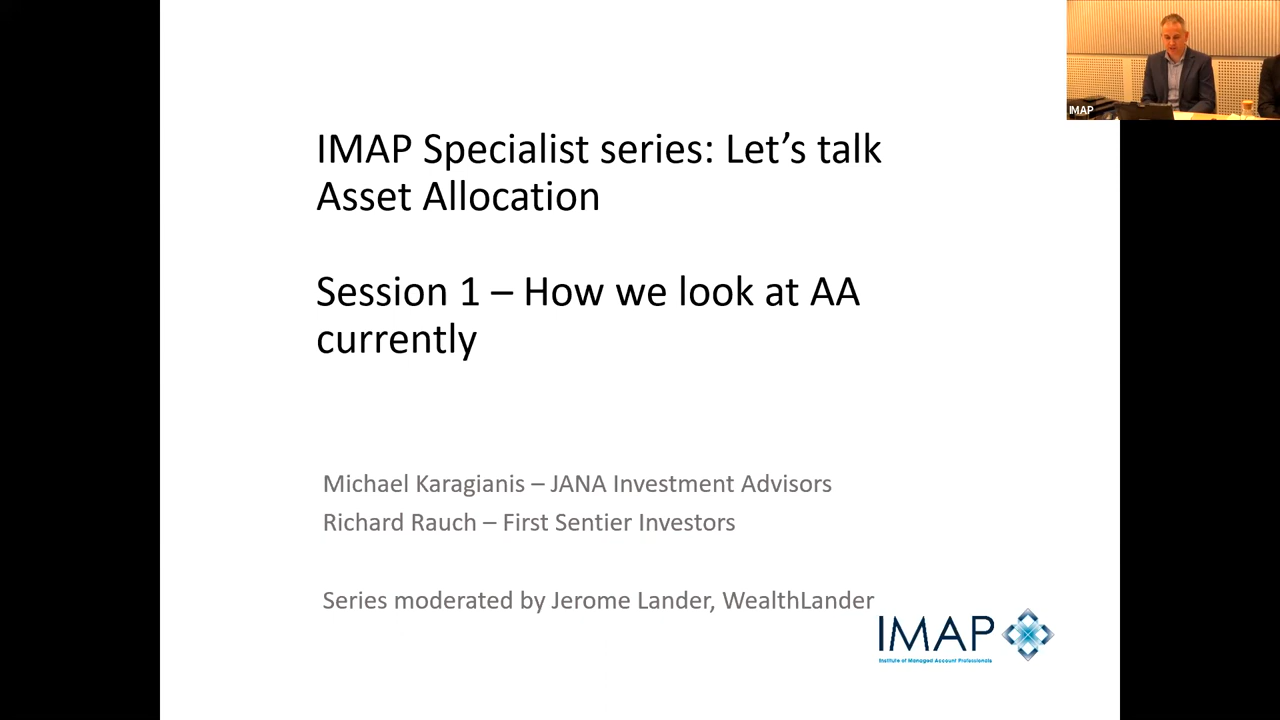 IMAP
IMAP Specialist series: Let’s talk
Asset Allocation
Session 1 – How we look at AA
currently
Michael Karagianis – JANA Investment Advisors
Richard Rauch – First Sentier Investors
Series moderated by Jerome Lander, WealthLander
IMAP
Institute of Managed Account Professionals